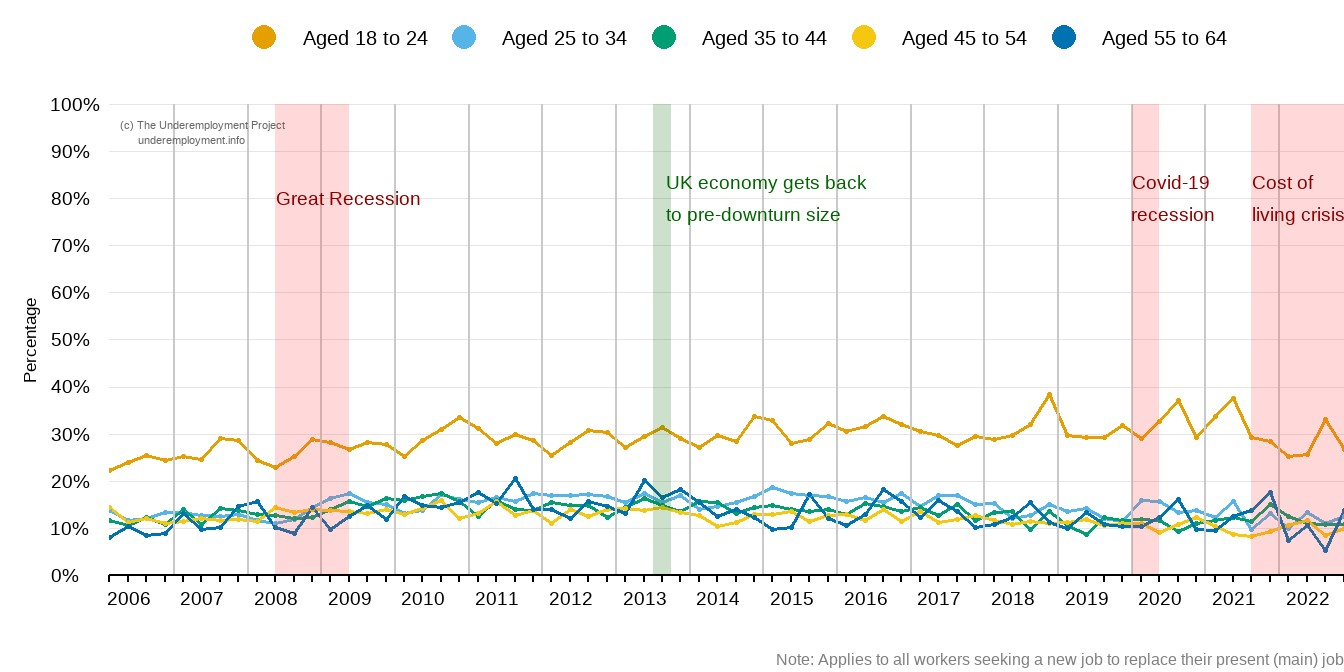 Aged 18 to 24 Aged 25 to 34 Aged 35 to 44 Aged 45 to 54 Aged 55 to 64
100%
(c) The Underemployment Project
underemployment.info
90%
Covid-19 Cost of
UK economy gets back
80%
Great Recession
to pre-downturn size
recession living crisis
70%
60%
50%
40%
30%
20%
10%
0%
Percentage
2006 2007 2008 2009 2010 2011 2012 2013 2014 2015 2016 2017 2018 2019 2020 2021 2022
Note: Applies to all workers seeking a new job to replace their present (main) job